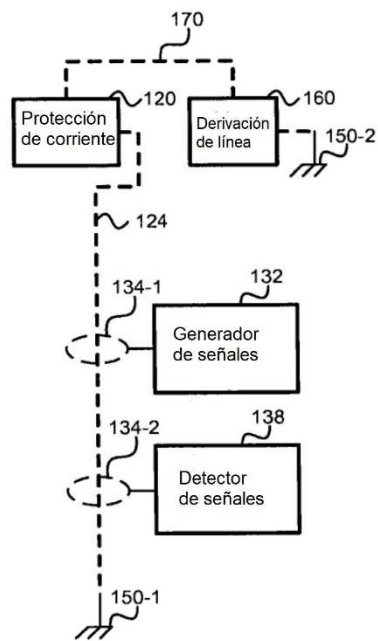 170
120
160
Protección
de corriente
Derivación
de línea
150-2
124
134-1
132
Generador
de señales
134-2
138
Detector
de señales
150-1